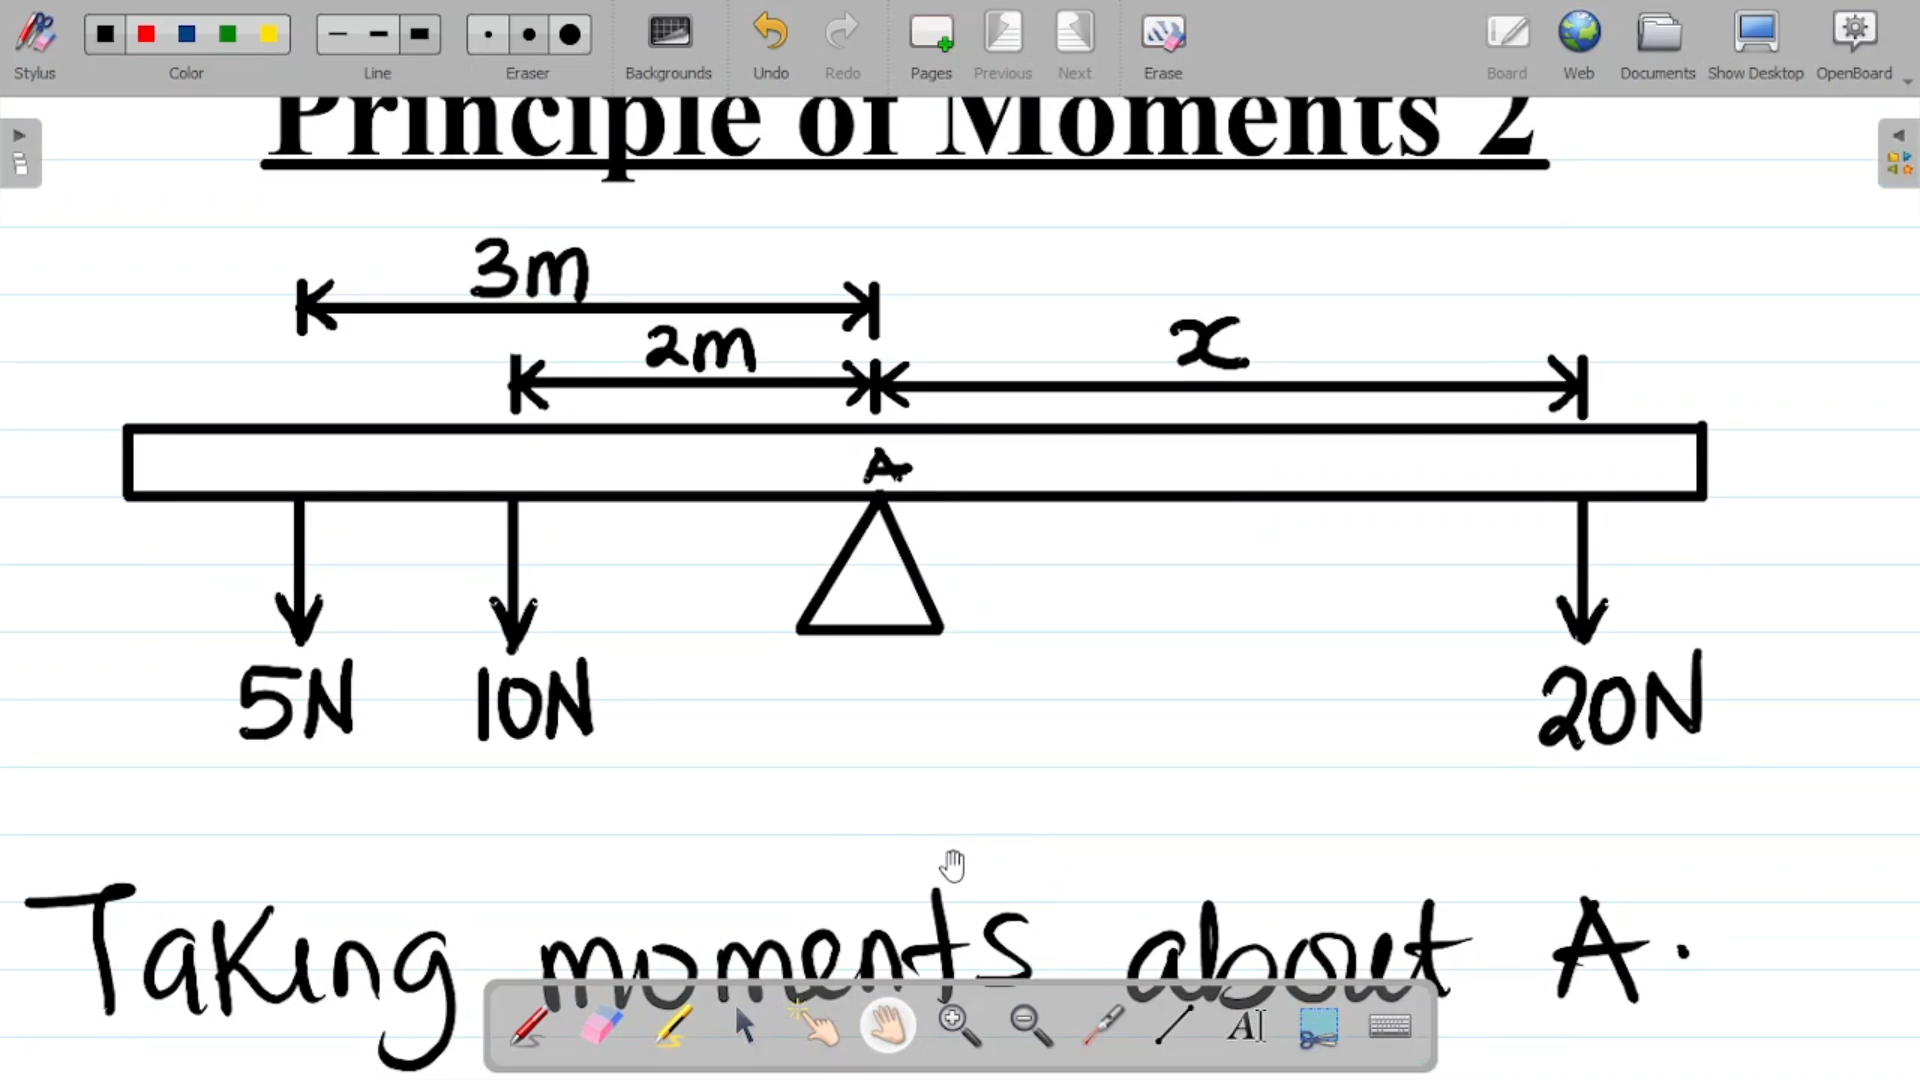 Stylus Color Line Eraser Backgrounds Undo Redo Pages Previous Next Erase Board Web Documents Show Desktop OpenBoard
Principle of Moments 2
3m
2m x
A
5N 10N 20N
Taking moments about A.